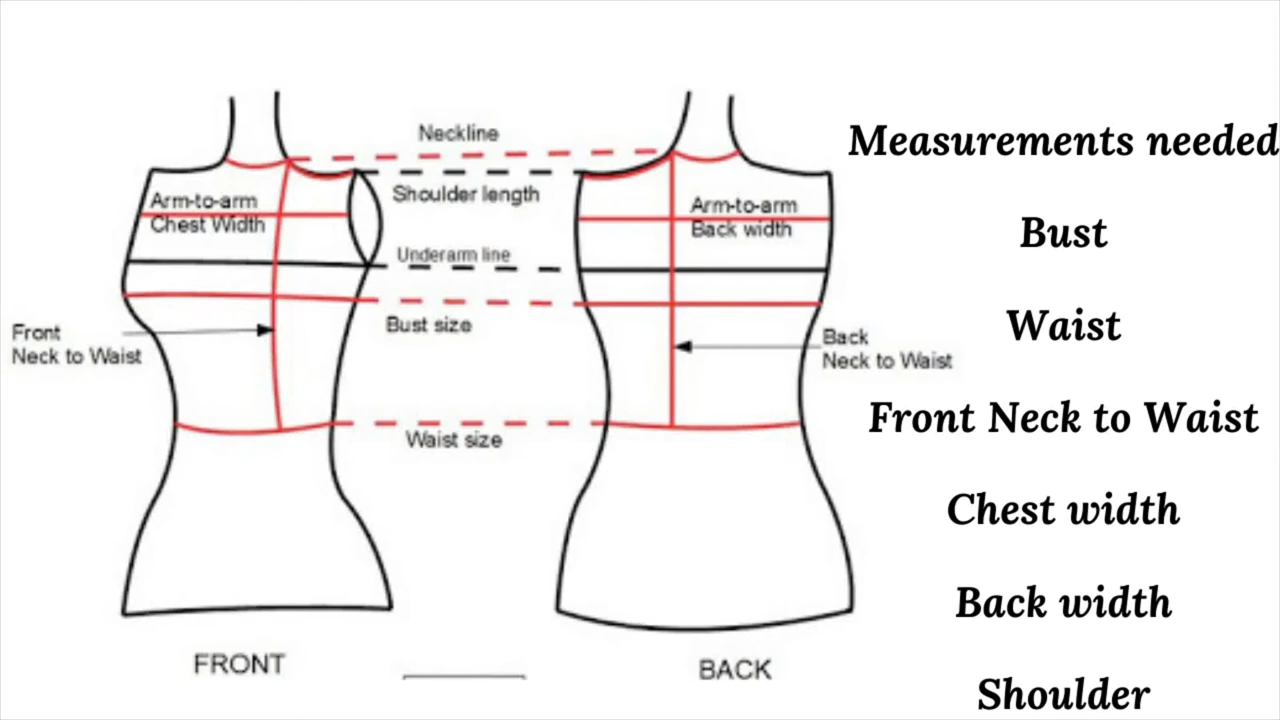 Neckline
Shoulder length
Arm-to-arm
Chest Width
Underarm line
Bust size
Front
Neck to Waist
Waist size
FRONT
Arm-to-arm
Back width
Back
Neck to Waist
BACK
Measurements needed
Bust
Waist
Front Neck to Waist
Chest width
Back width
Shoulder